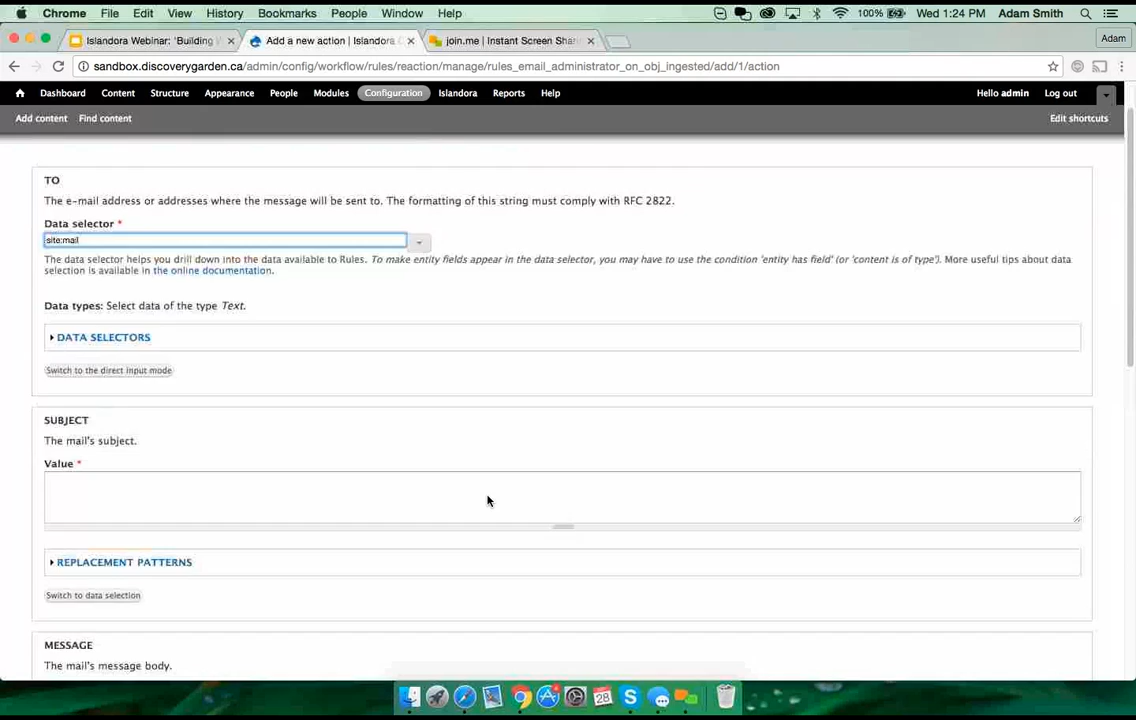 Chrome File Edit View History Bookmarks People Window Help 100% Wed 1:24 PM Adam Smith
Islandora Webinar: 'Building Add a new action | Islandora join.me | Instant Screen Shar Adam
sandbox.discoverygarden.ca/admin/config/workflow/rules/reaction/manage/rules_email_administrator_on_obj_ingested/add/1/action
Dashboard Content Structure Appearance People Modules Configuration Islandora Reports Help Hello admin Log out
Add content Find content Edit shortcuts
TO
The e-mail address or addresses where the message will be sent to. The formatting of this string must comply with RFC 2822.
Data selector *
site:mail
The data selector helps you drill down into the data available to Rules. To make entity fields appear in the data selector, you may have to use the condition 'entity has field' (or 'content is of type'). More useful tips about data
selection is available in the online documentation.
Data types: Select data of the type Text.
DATA SELECTORS
Switch to the direct input mode
SUBJECT
The mail's subject.
Value *
REPLACEMENT PATTERNS
Switch to data selection
MESSAGE
The mail's message body.
28